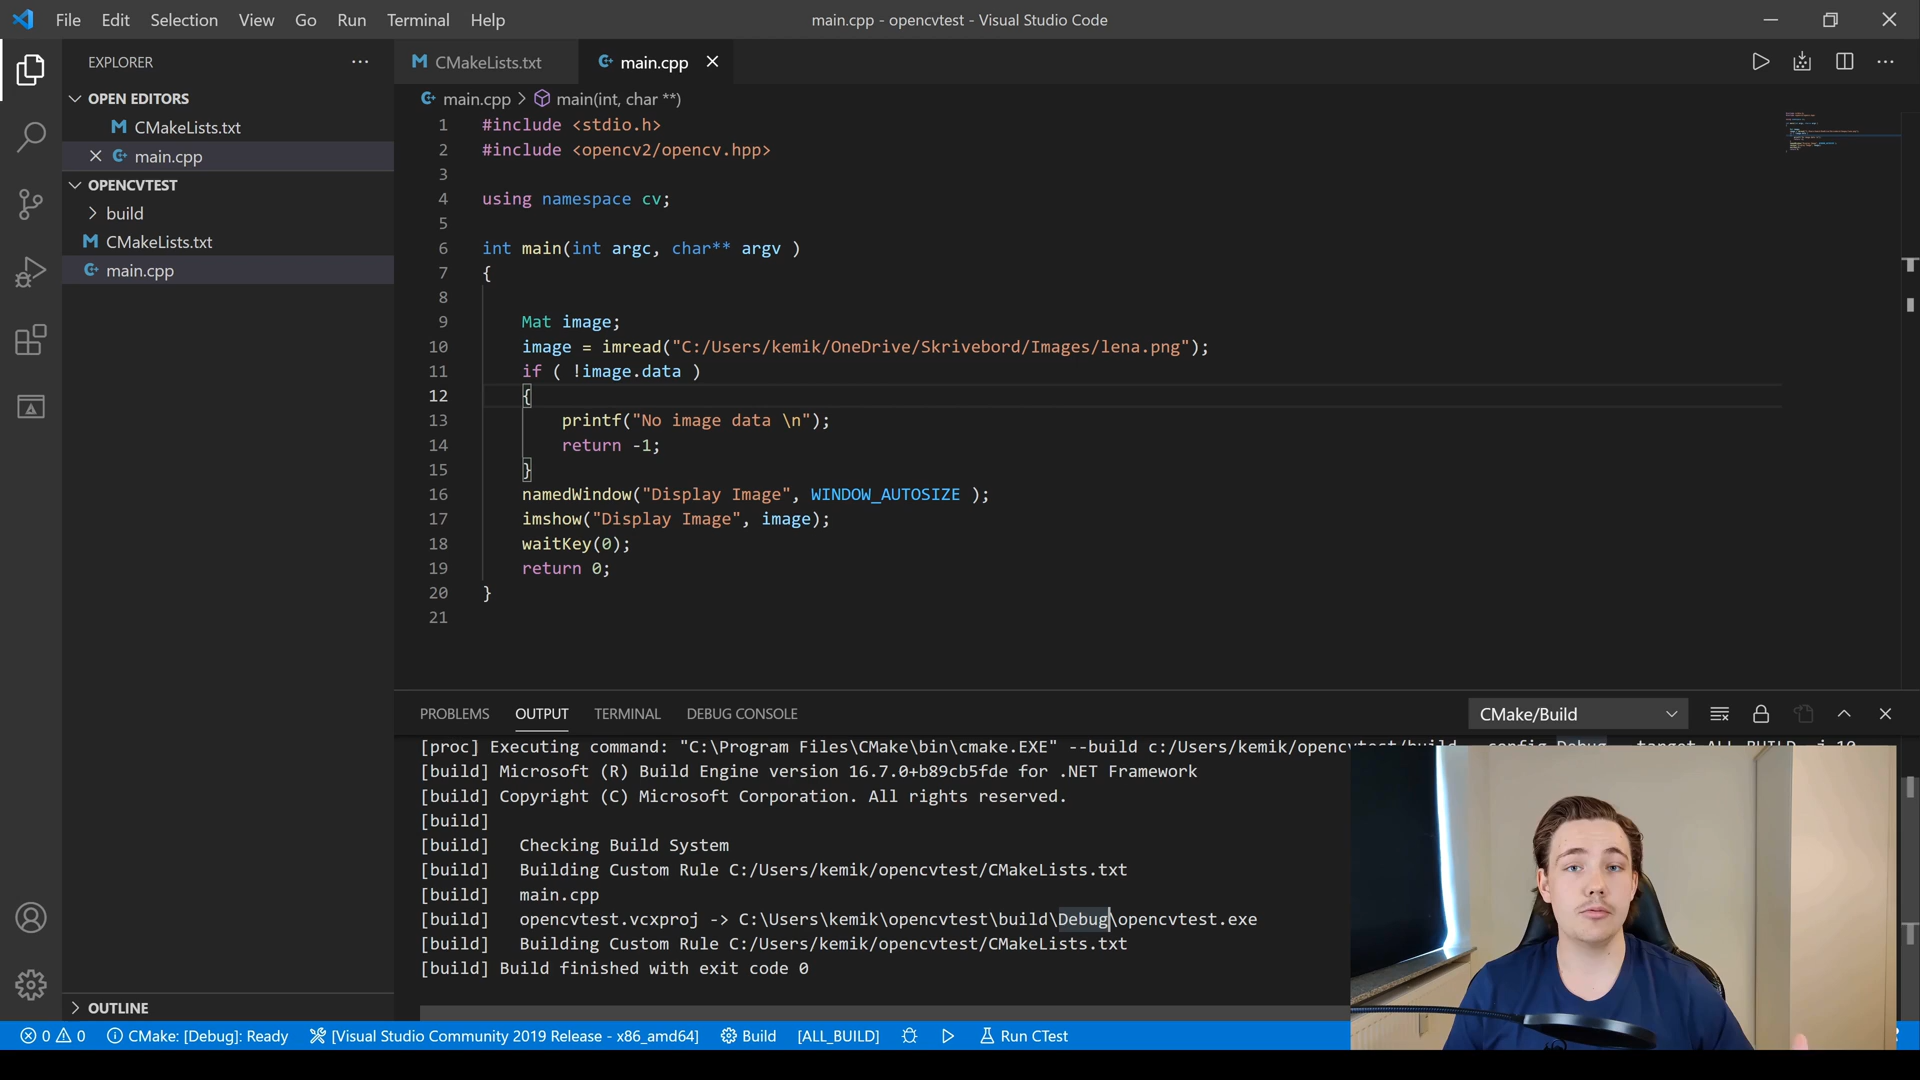 File Edit Selection View Go Run Terminal Help
main.cpp - opencvtest - Visual Studio Code
EXPLORER
OPEN EDITORS
CMakeLists.txt
main.cpp
OPENCVTEST
build
CMakeLists.txt
main.cpp
OUTLINE
CMakeLists.txt
main.cpp
main.cpp > main(int, char **)
1 #include <stdio.h>
2 #include <opencv2/opencv.hpp>
3
4 using namespace cv;
5
6 int main(int argc, char** argv )
7 {
8
9 Mat image;
10 image = imread("C:/Users/kemik/OneDrive/Skrivebord/Images/lena.png");
11 if ( !image.data )
12 {
13 printf("No image data \n");
14 return -1;
15 }
16 namedWindow("Display Image", WINDOW_AUTOSIZE );
17 imshow("Display Image", image);
18 waitKey(0);
19 return 0;
20 }
21
PROBLEMS OUTPUT TERMINAL DEBUG CONSOLE
CMake/Build
[proc] Executing command: "C:\Program Files\CMake\bin\cmake.EXE" --build c:/Users/kemik/opencvtest/build --config Debug --target ALL_BUILD -j 10
[build] Microsoft (R) Build Engine version 16.7.0+b89cb5fde for .NET Framework
[build] Copyright (C) Microsoft Corporation. All rights reserved.
[build]
[build] Checking Build System
[build] Building Custom Rule C:/Users/kemik/opencvtest/CMakeLists.txt
[build] main.cpp
[build] opencvtest.vcxproj -> C:\Users\kemik\opencvtest\build\Debug\opencvtest.exe
[build] Building Custom Rule C:/Users/kemik/opencvtest/CMakeLists.txt
[build] Build finished with exit code 0
0 0 CMake: [Debug]: Ready [Visual Studio Community 2019 Release - x86_amd64] Build [ALL_BUILD] Run CTest